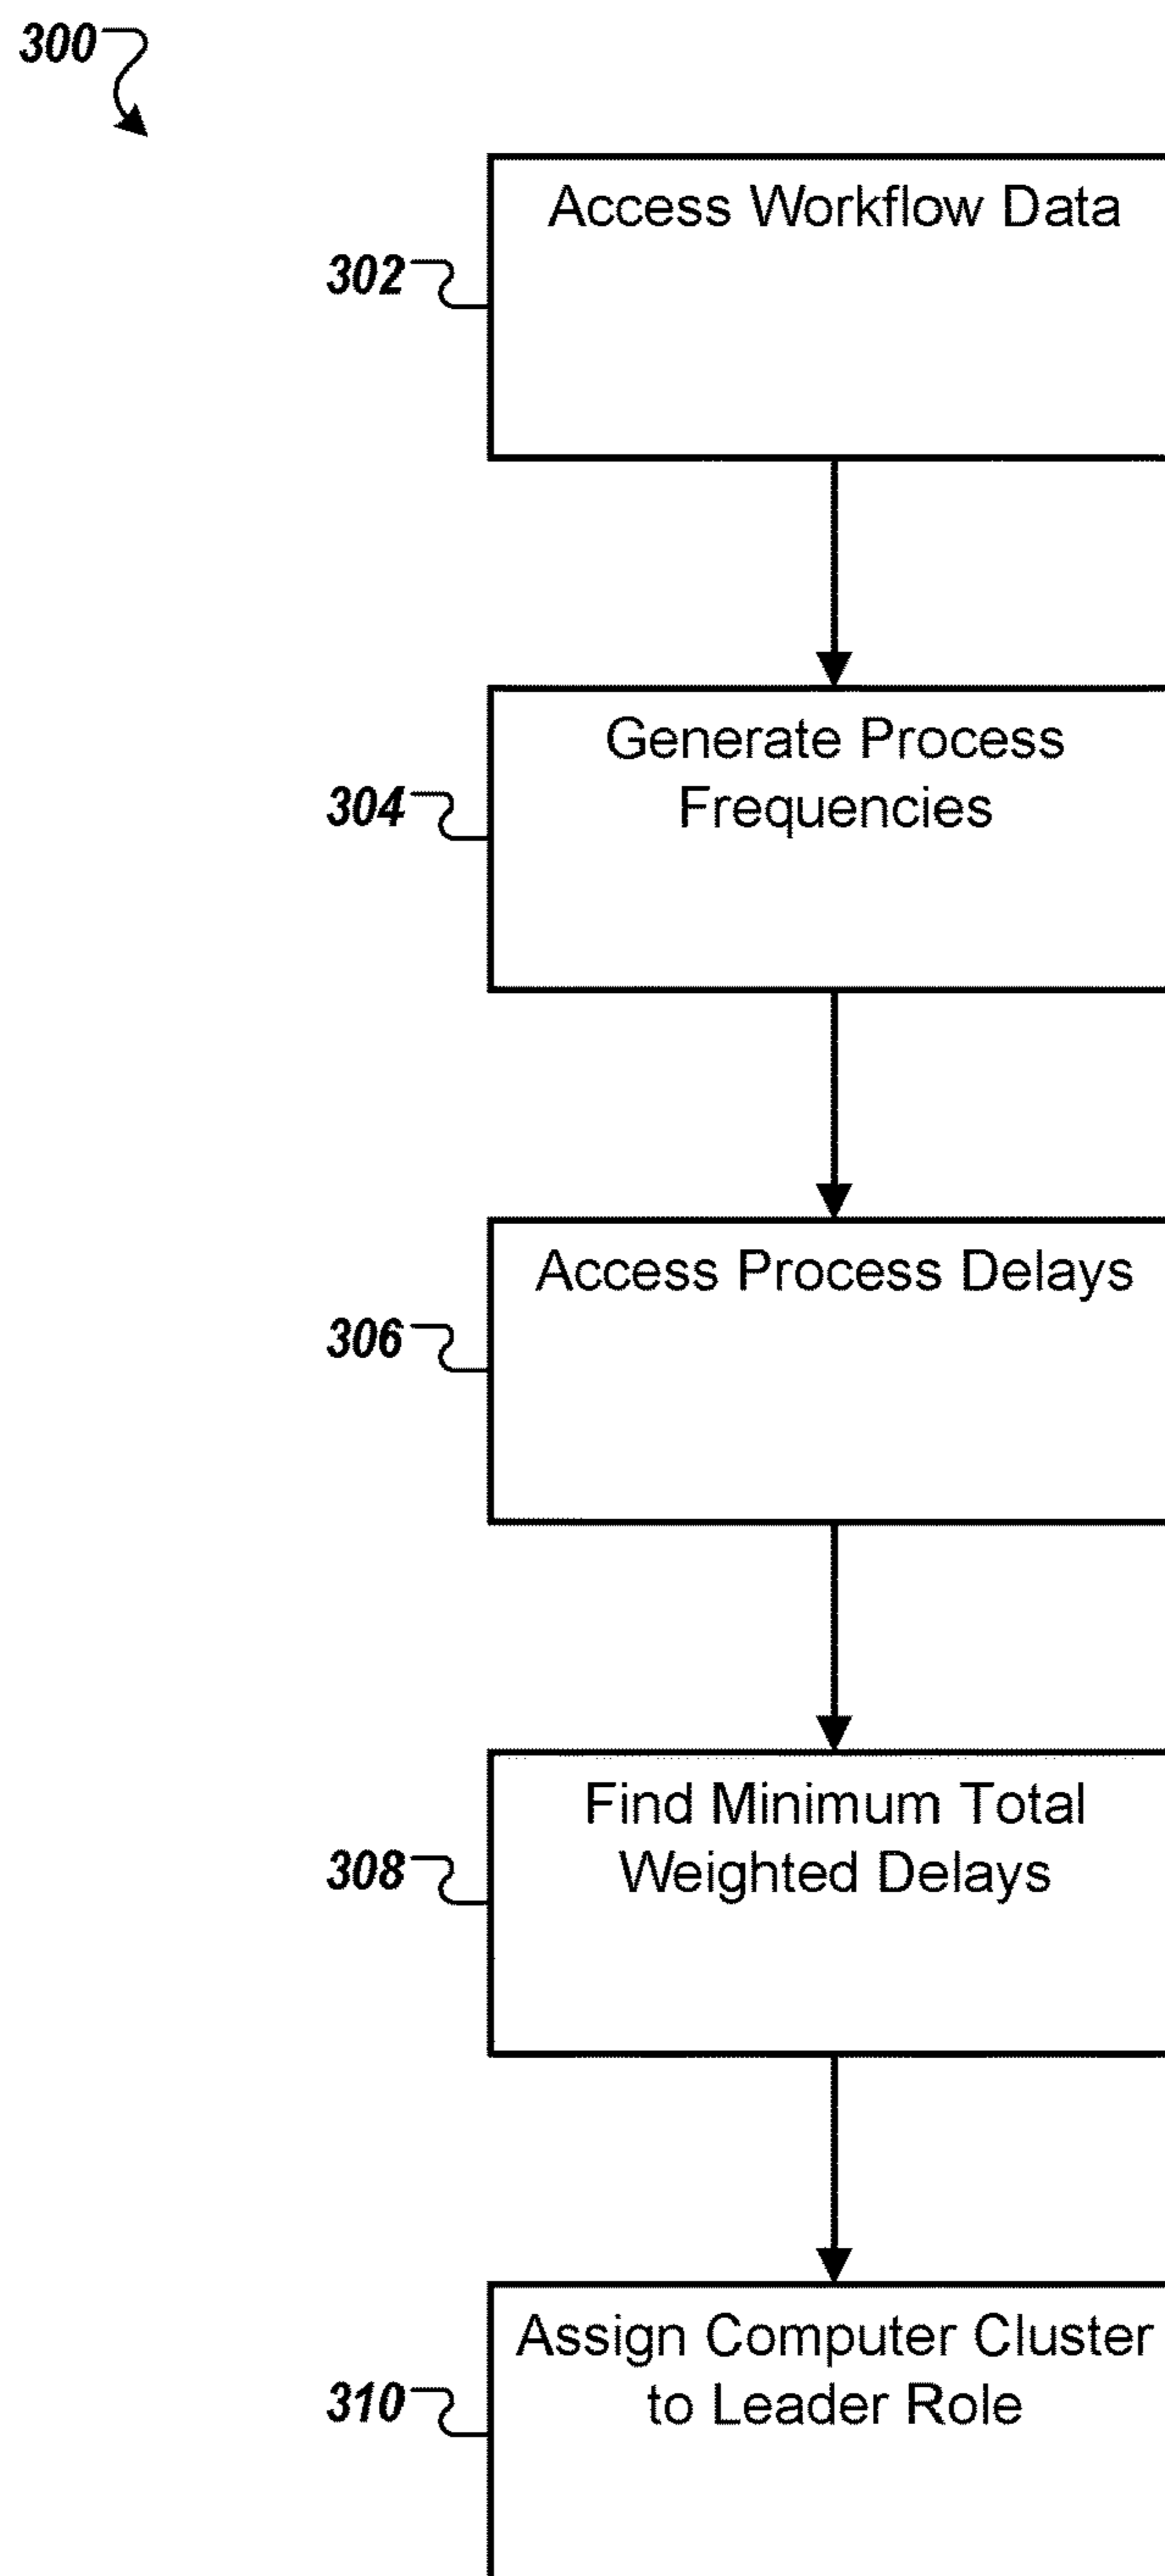 300
Access Workflow Data
302
Generate Process
Frequencies
304
Access Process Delays
306
Find Minimum Total
Weighted Delays
308
Assign Computer Cluster
to Leader Role
310